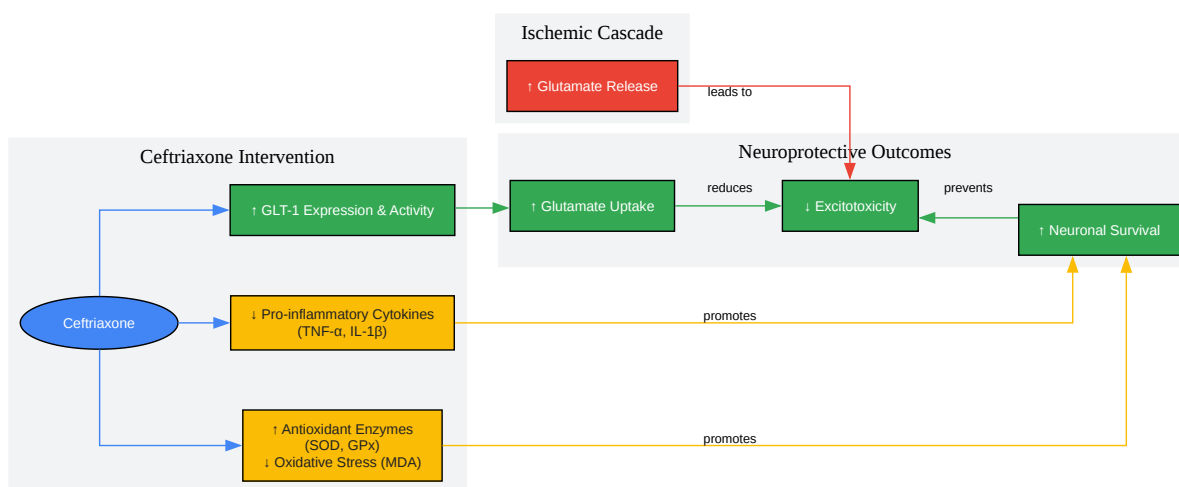 Ischemic Cascade
↑ Glutamate Release
leads to
Ceftriaxone Intervention
Neuroprotective Outcomes
↑ GLT-1 Expression & Activity
↑ Glutamate Uptake
reduces
↓ Excitotoxicity
prevents
↑ Neuronal Survival
Ceftriaxone
↓ Pro-inflammatory Cytokines
(TNF-α, IL-1β)
promotes
↑ Antioxidant Enzymes
(SOD, GPx)
↓ Oxidative Stress (MDA)
promotes